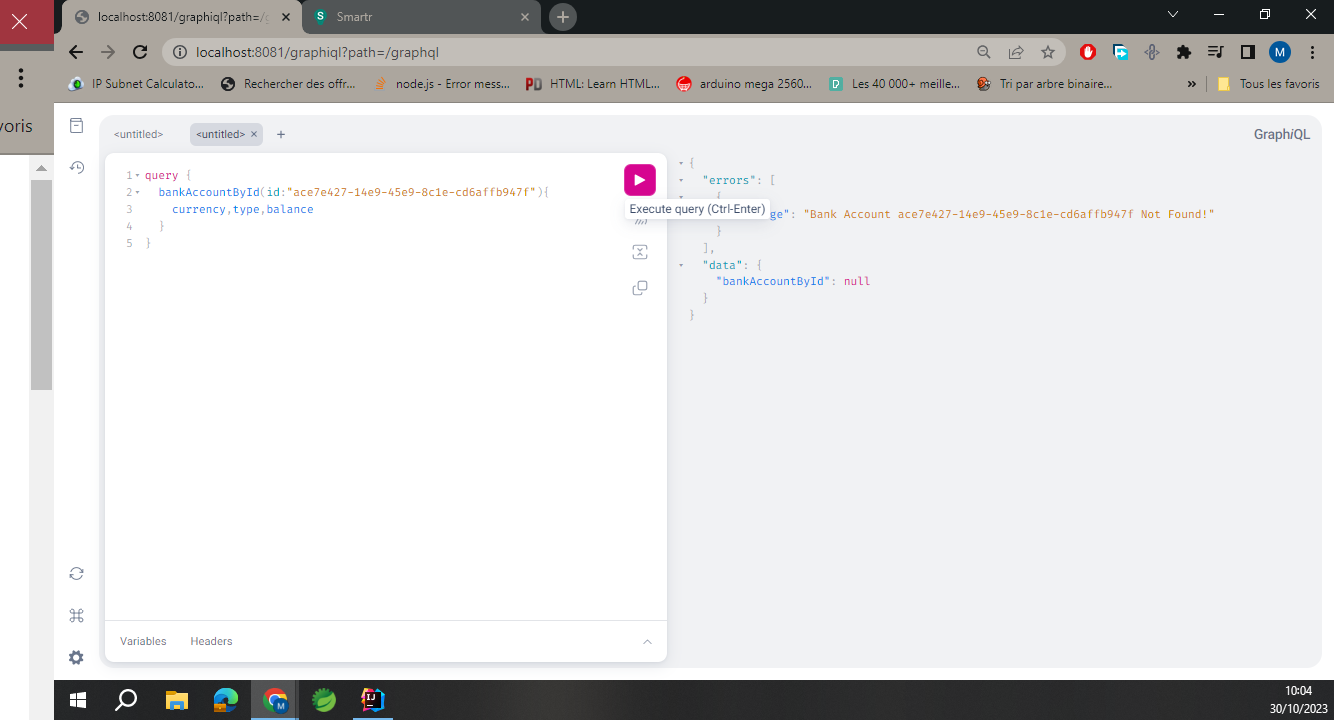 localhost:8081/graphiql?path=/g
Smartr
localhost:8081/graphiql?path=/graphql
M
IP Subnet Calculato...
Rechercher des offr...
node.js - Error mess...
HTML: Learn HTML...
arduino mega 2560...
Les 40 000+ meille...
Tri par arbre binaire...
»
Tous les favoris
voris
<untitled>
<untitled>
GraphiQL
1 query {
2 bankAccountById(id:"ace7e427-14e9-45e9-8c1e-cd6affb947f"){
3 currency,type,balance
4 }
5 }
Execute query (Ctrl-Enter)
{
"errors": [
{
ge": "Bank Account ace7e427-14e9-45e9-8c1e-cd6affb947f Not Found!"
}
],
"data": {
"bankAccountById": null
}
}
Variables
Headers
10:04
30/10/2023